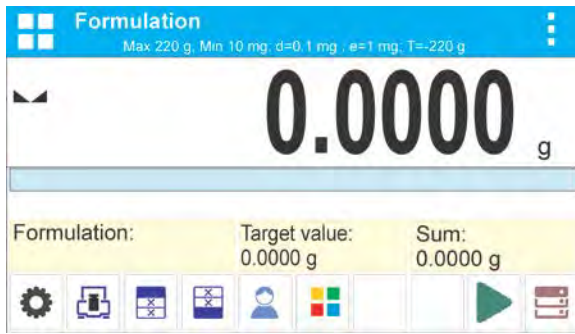 Formulation
Max 220 g, Min 10 mg, d=0.1 mg , e=1 mg; T=-220 g
0.0000 g
Formulation: Target value: Sum:
0.0000 g 0.0000 g